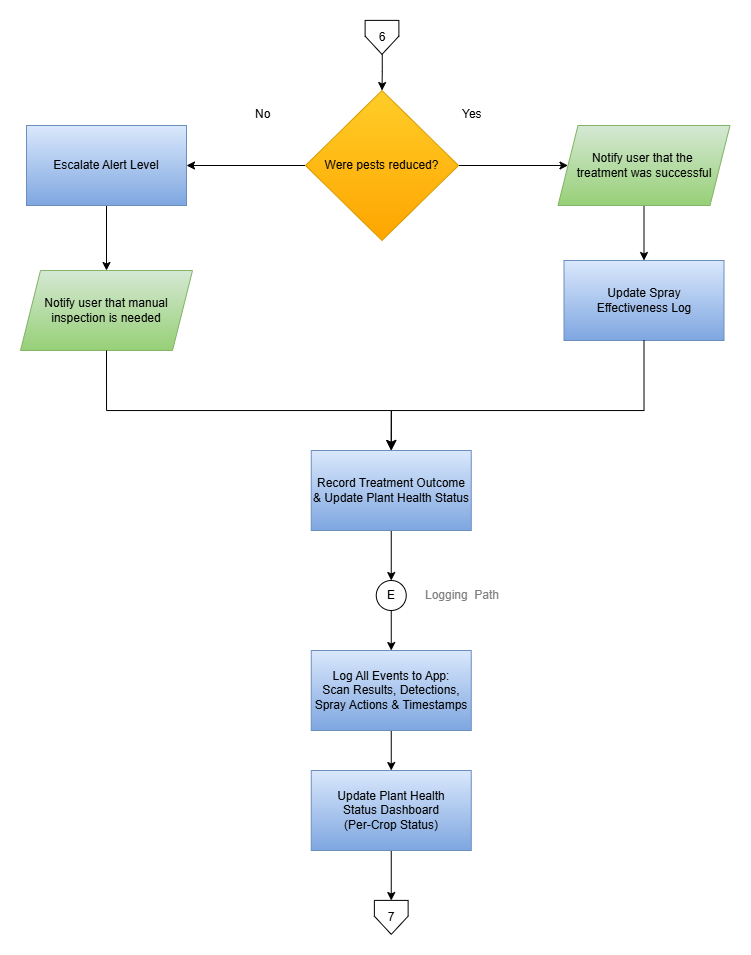 6
No
Yes
Were pests reduced?
Escalate Alert Level
Notify user that the
treatment was successful
Notify user that manual
inspection is needed
Update Spray
Effectiveness Log
Record Treatment Outcome
& Update Plant Health Status
E
Logging Path
Log All Events to App:
Scan Results, Detections,
Spray Actions & Timestamps
Update Plant Health
Status Dashboard
(Per-Crop Status)
7